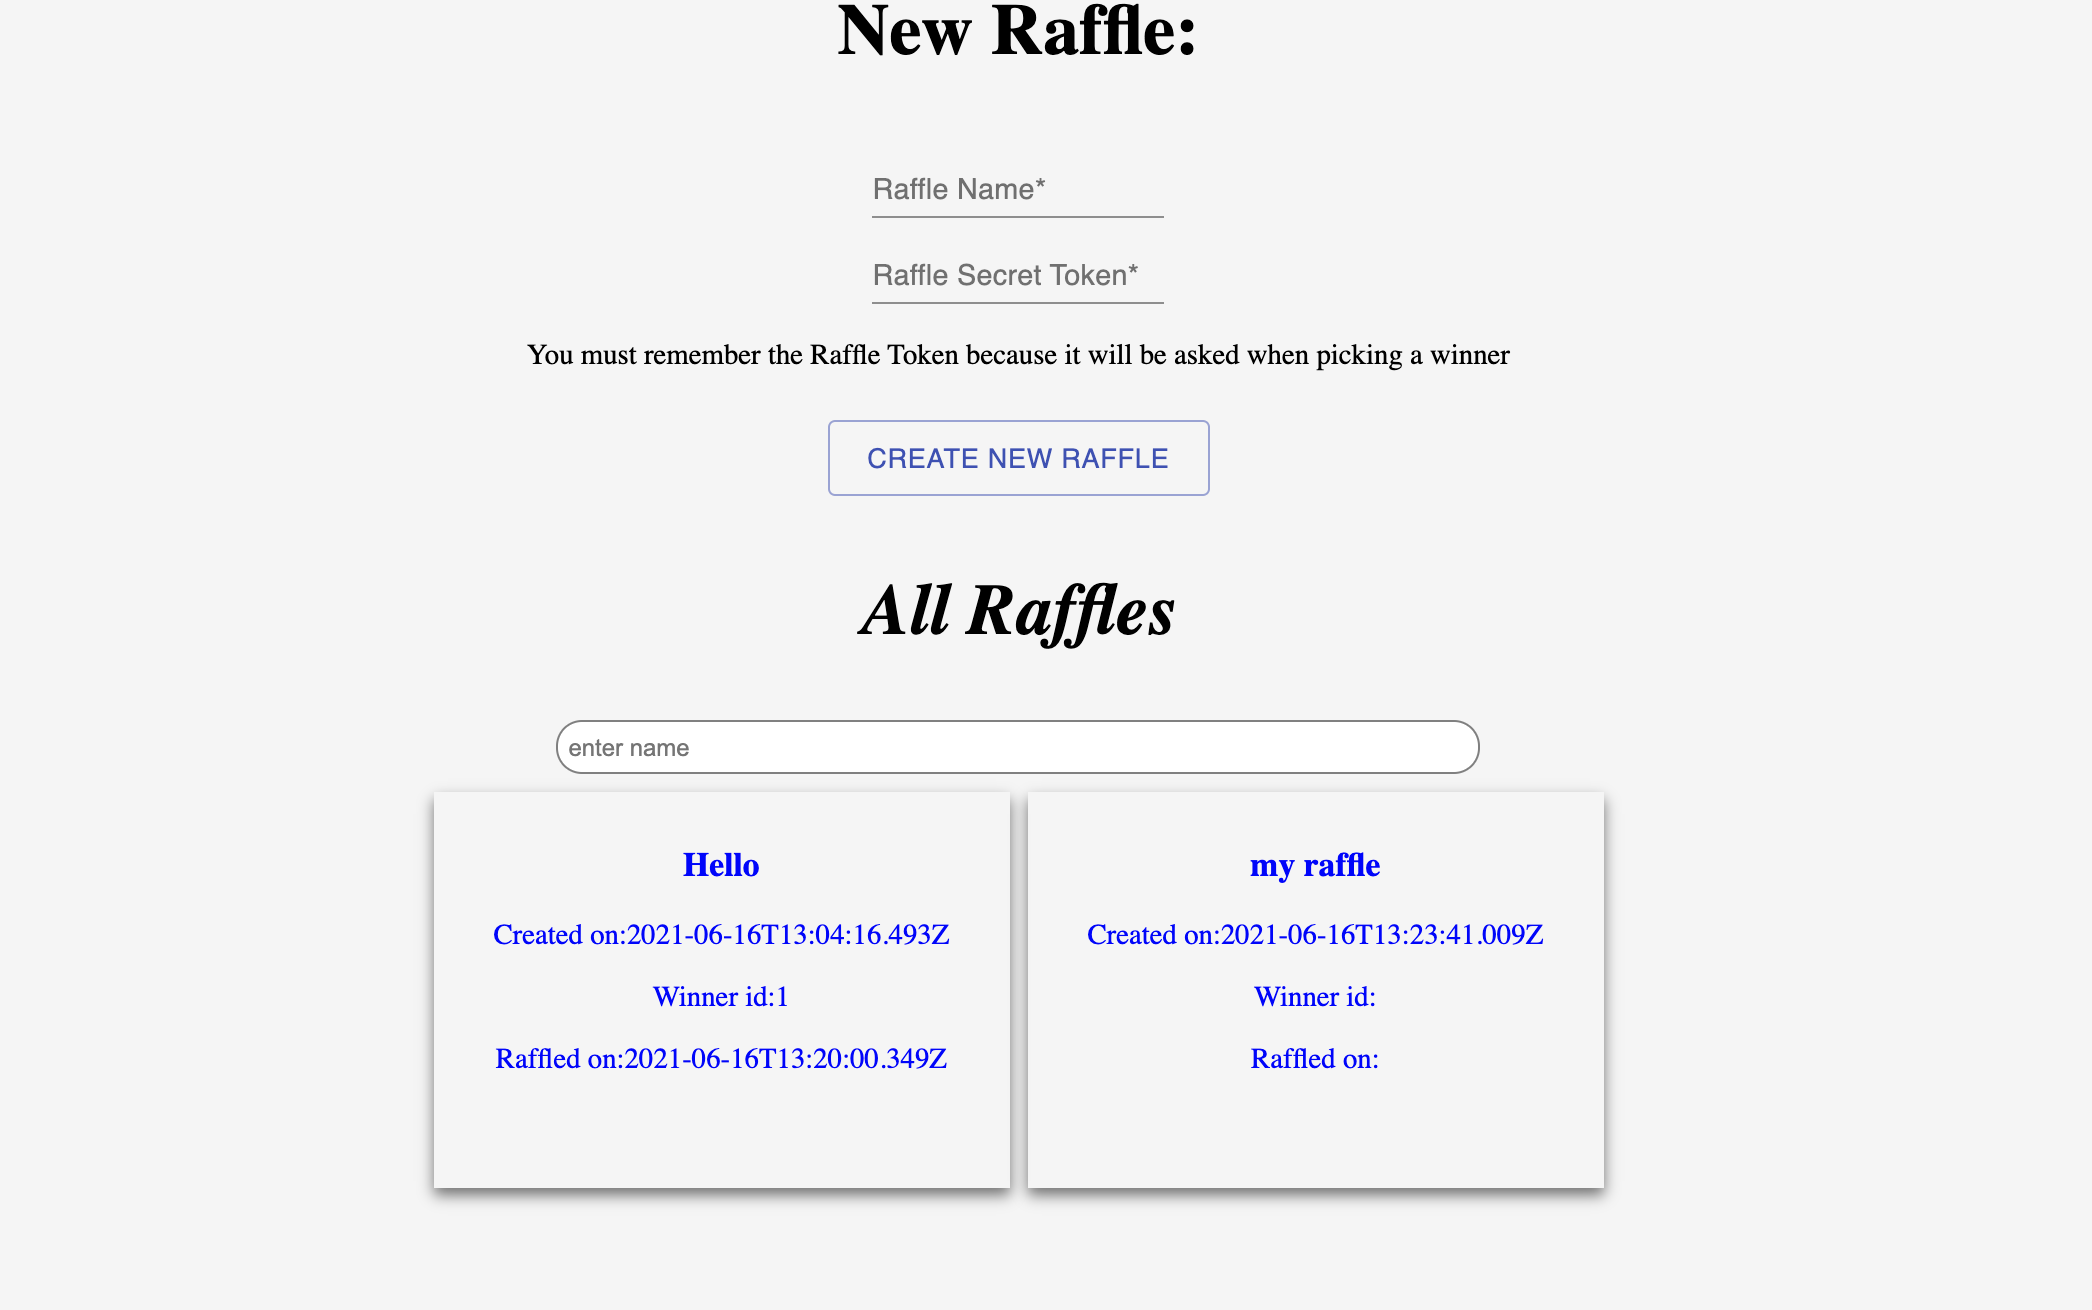 New Raffle:
Raffle Name*
Raffle Secret Token*
You must remember the Raffle Token because it will be asked when picking a winner
CREATE NEW RAFFLE
All Raffles
enter name
Hello
Created on:2021-06-16T13:04:16.493Z
Winner id:1
Raffled on:2021-06-16T13:20:00.349Z
my raffle
Created on:2021-06-16T13:23:41.009Z
Winner id:
Raffled on: